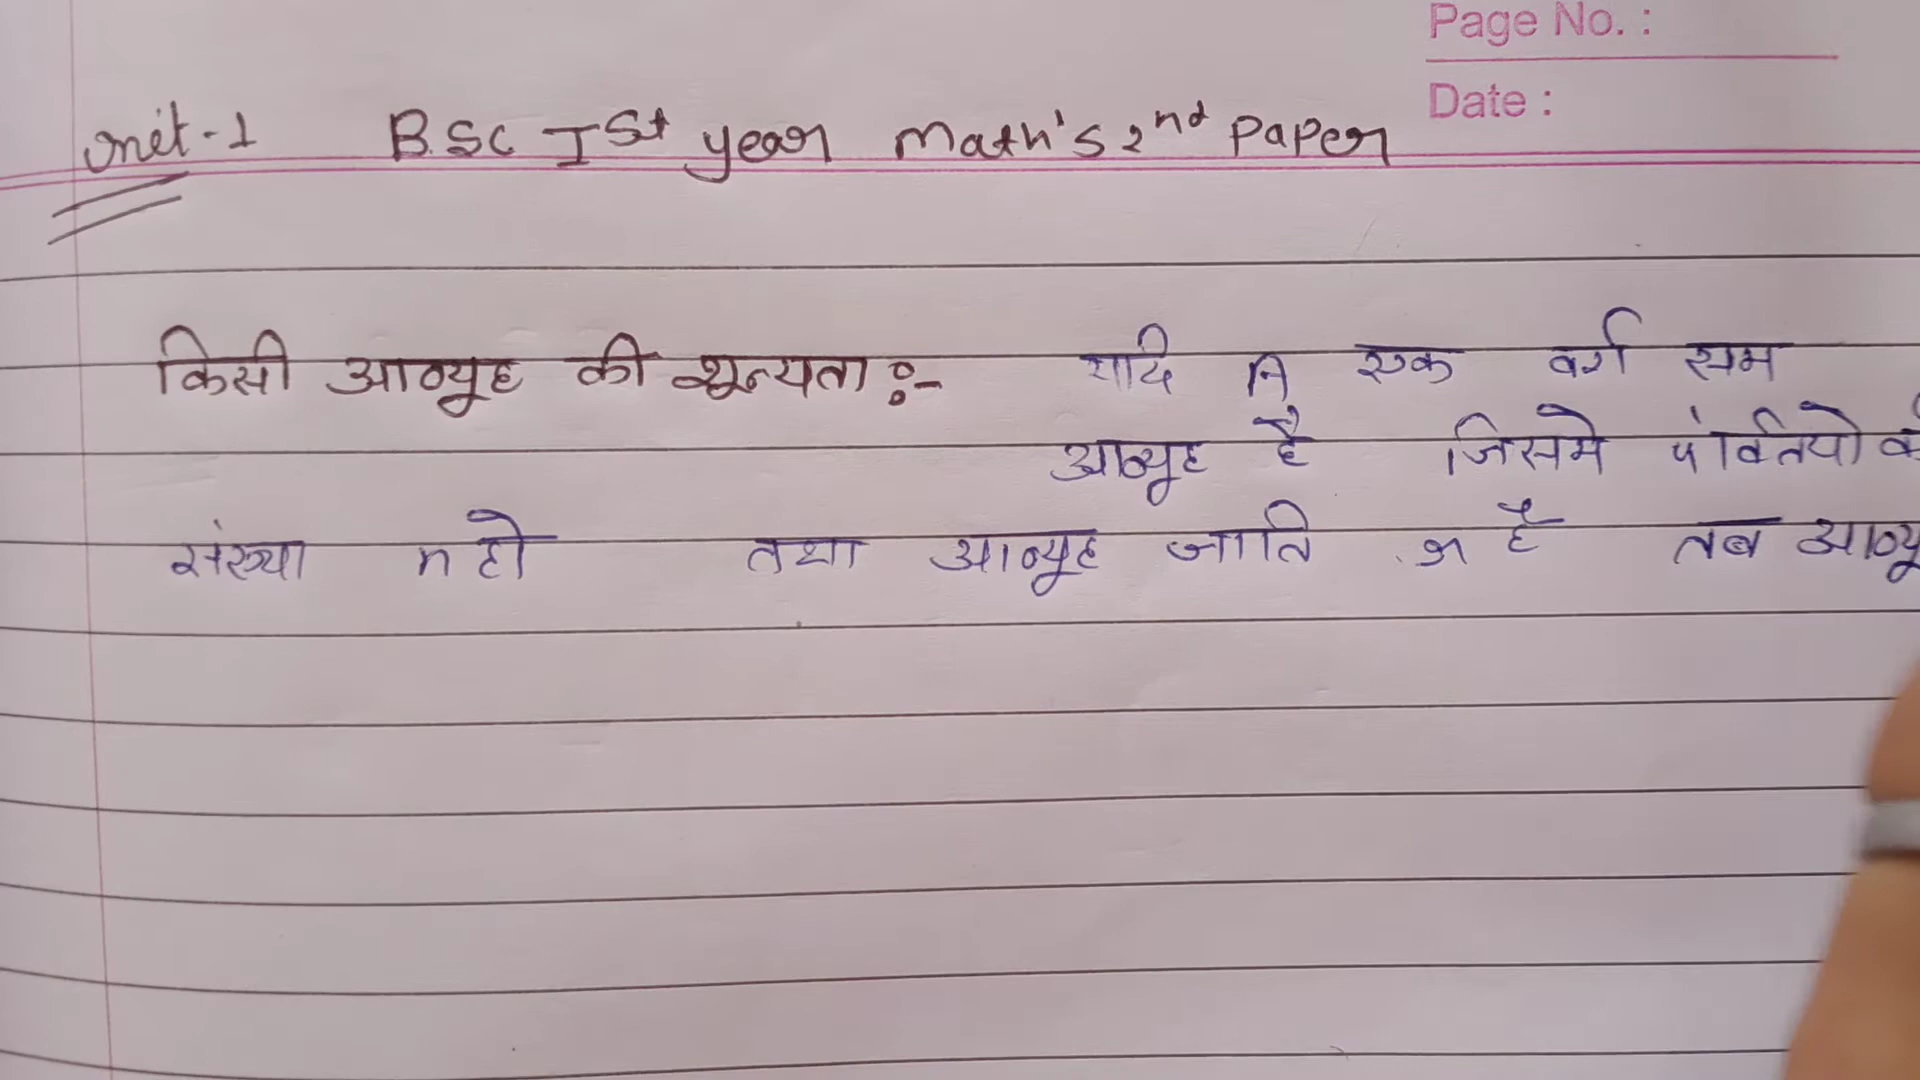 Page No. :
Date :
Unit-1 B.Sc Ist year Math's 2nd Paper
किसी आव्यूह की शून्यता :- यदि A एक वर्ग सम
आव्यूह है जिसमे पंक्तियो की
संख्या n हो तथा आव्यूह जाति r है तब आव्यू